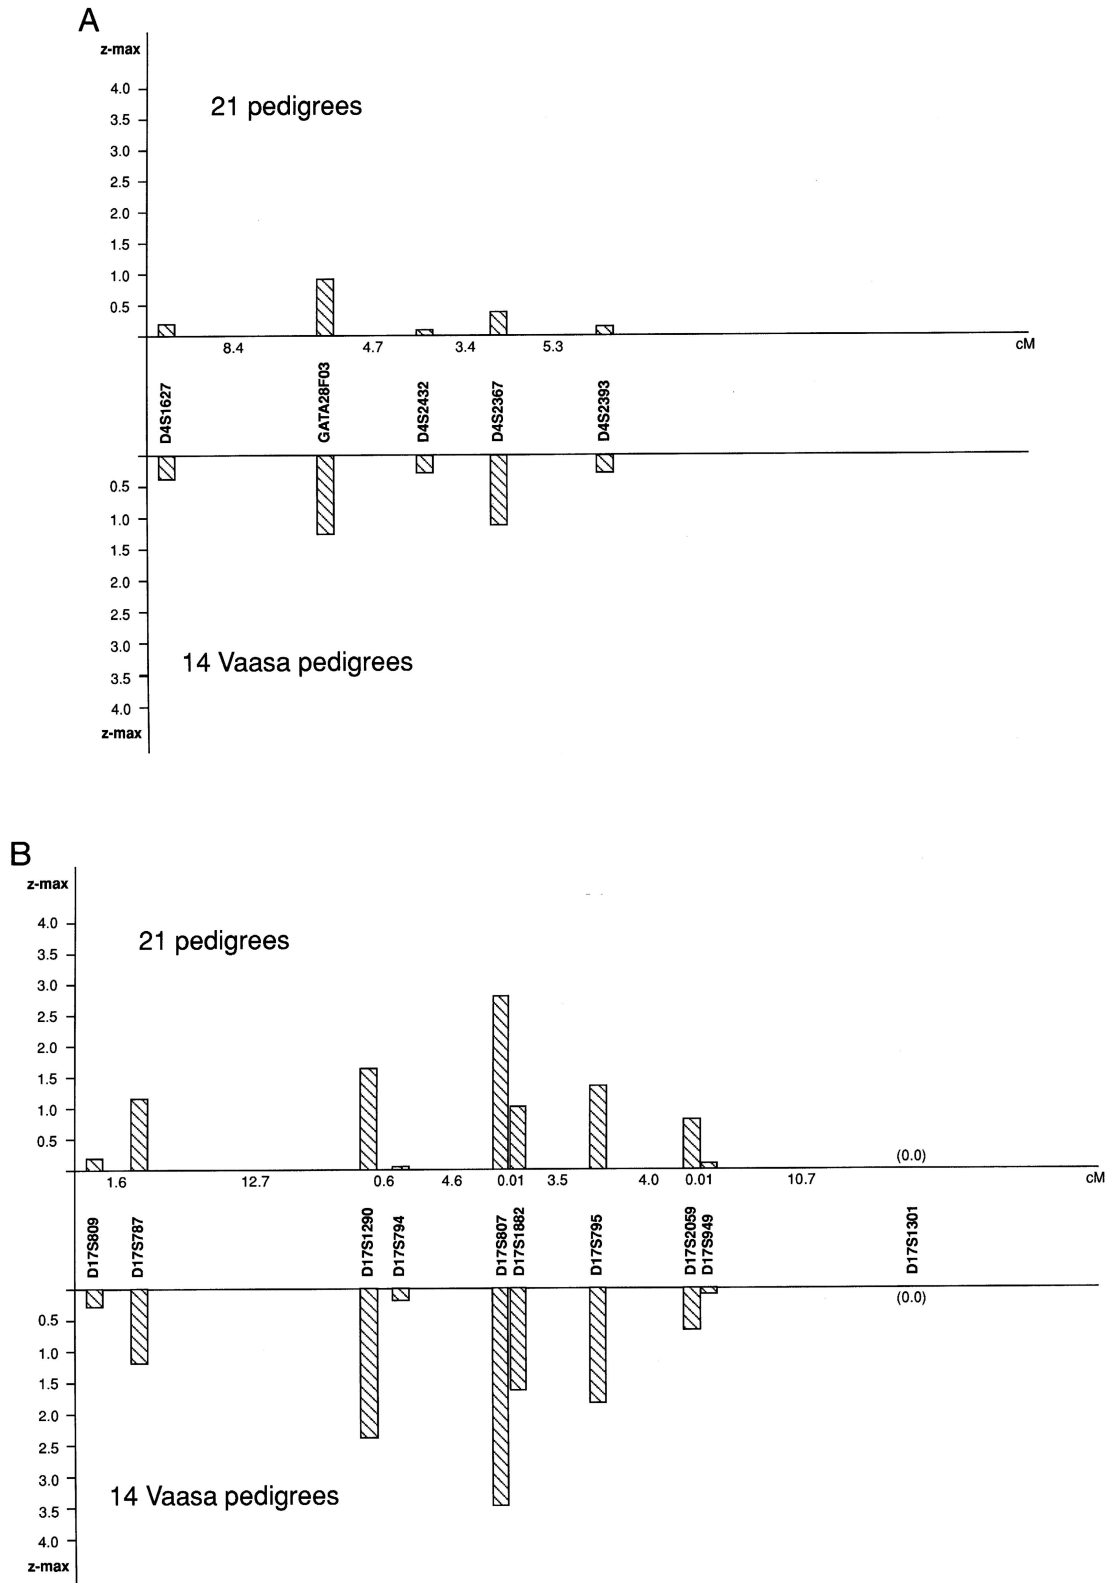 A
z-max
4.0
21 pedigrees
3.5
3.0
2.5
2.0
1.5
1.0
0.5
8.4 4.7 3.4 5.3 cM
D4S1627 GATA28F03 D4S2432 D4S2367 D4S2393
0.5
1.0
1.5
2.0
2.5
3.0
14 Vaasa pedigrees
3.5
4.0
z-max
B
z-max
4.0
21 pedigrees
3.5
3.0
2.5
2.0
1.5
1.0
0.5
(0.0)
1.6 12.7 0.6 4.6 0.01 3.5 4.0 0.01 10.7 cM
D17S809 D17S787 D17S1290 D17S794 D17S807 D17S1882 D17S795 D17S2059 D17S949 D17S1301
(0.0)
0.5
1.0
1.5
2.0
2.5
3.0
14 Vaasa pedigrees
3.5
4.0
z-max